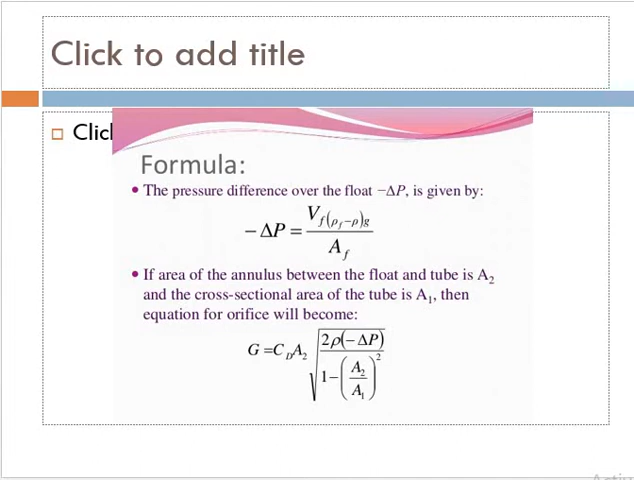 Click to add title
Clic
Formula:
• The pressure difference over the float −ΔP, is given by:
− ΔP = V_f(ρ_f−ρ)g / A_f
• If area of the annulus between the float and tube is A₂
and the cross-sectional area of the tube is A₁, then
equation for orifice will become:
G =C_D A₂ √(2ρ(−ΔP) / (1−(A₂/A₁)²))